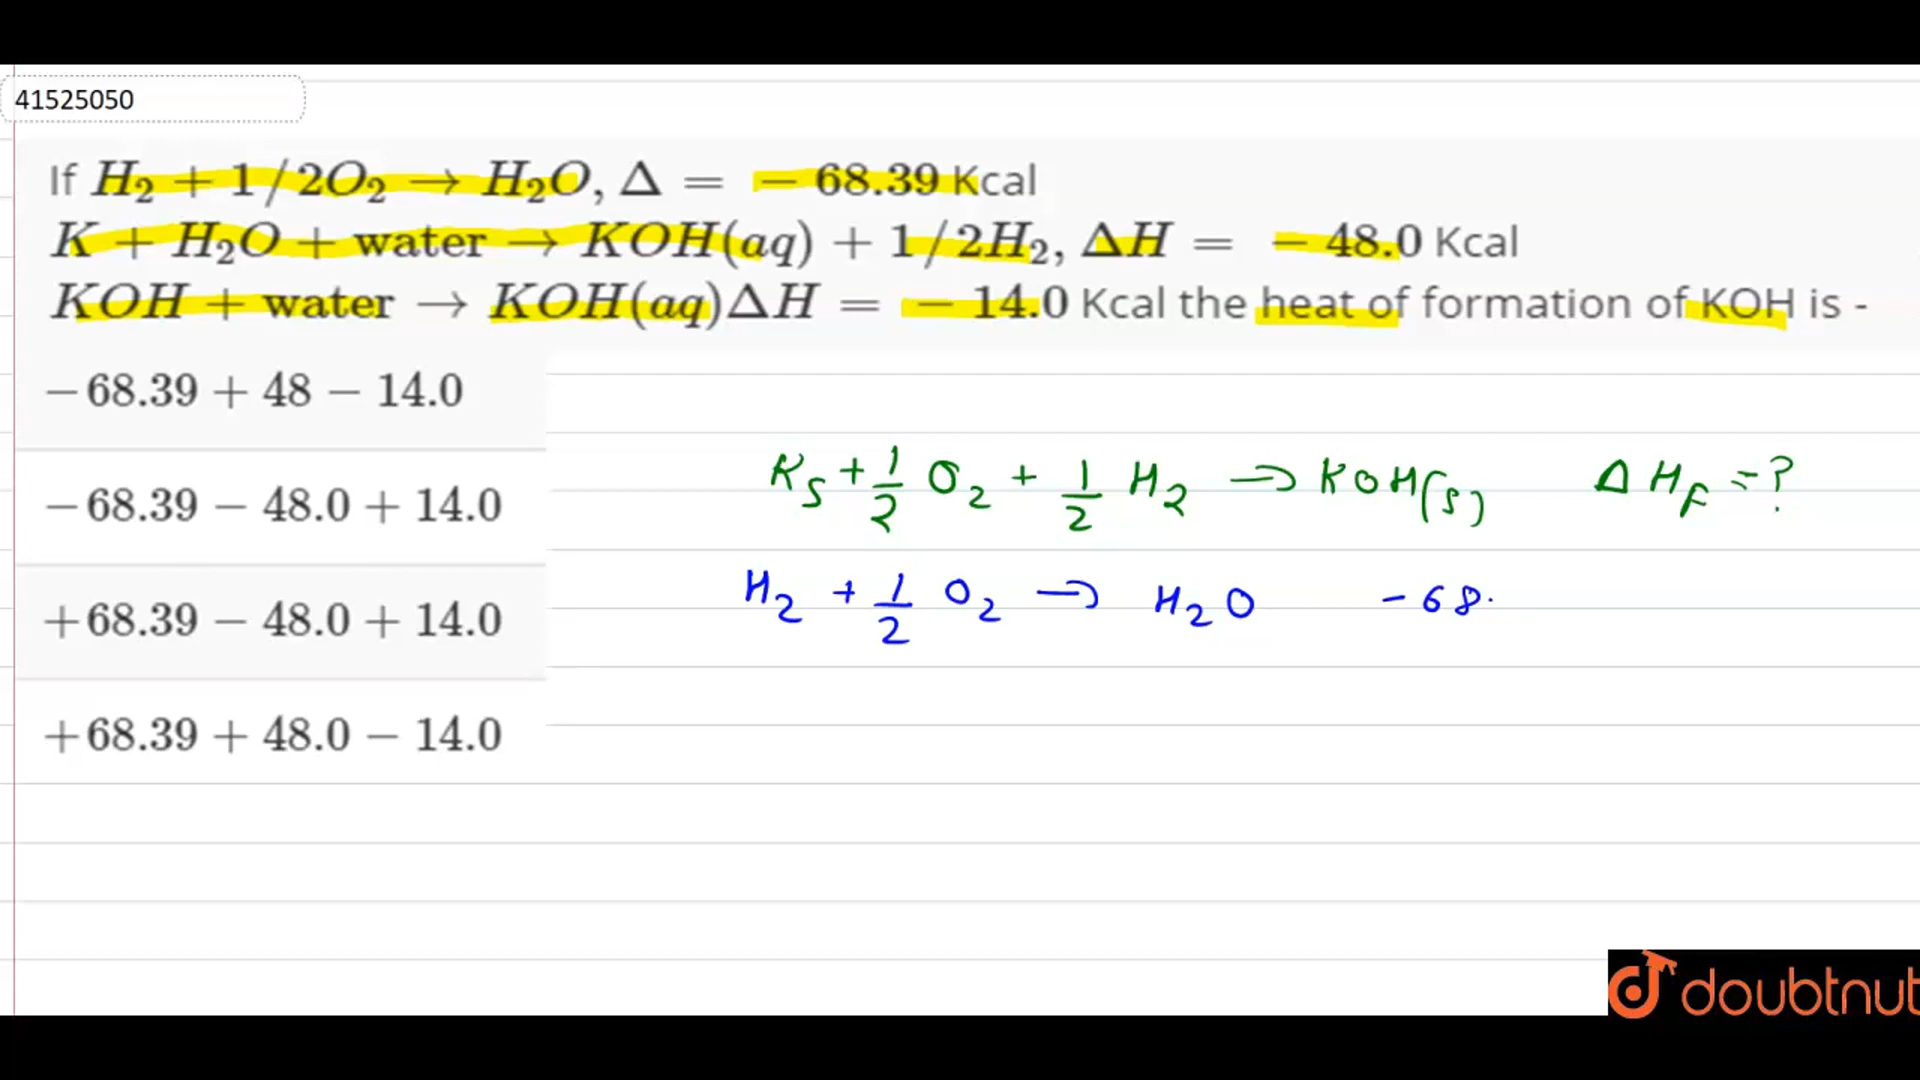 41525050
If H₂ + 1/2O₂ → H₂O, Δ = − 68.39 Kcal
K + H₂O + water → KOH(aq) + 1/2H₂, ΔH = − 48.0 Kcal
KOH + water → KOH(aq)ΔH = − 14.0 Kcal the heat of formation of KOH is -
−68.39 + 48 − 14.0
−68.39 − 48.0 + 14.0
+68.39 − 48.0 + 14.0
+68.39 + 48.0 − 14.0
K s + 1/2 O₂ + 1/2 H₂ → KOH(s) ΔH_F = ?
H₂ + 1/2 O₂ → H₂O − 68.
doubtnut